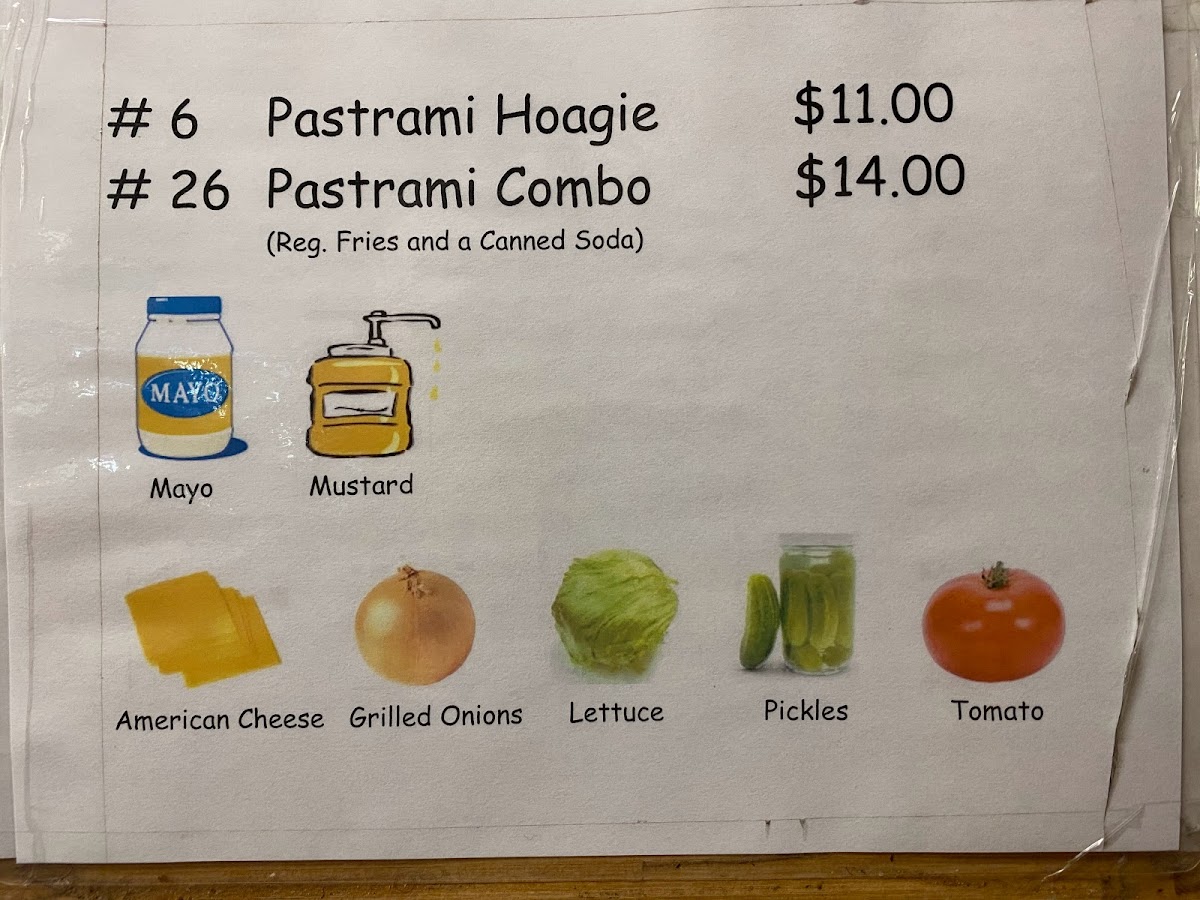 # 6 Pastrami Hoagie $11.00
# 26 Pastrami Combo $14.00
(Reg. Fries and a Canned Soda)
MAYO
Mayo Mustard
American Cheese Grilled Onions Lettuce Pickles Tomato